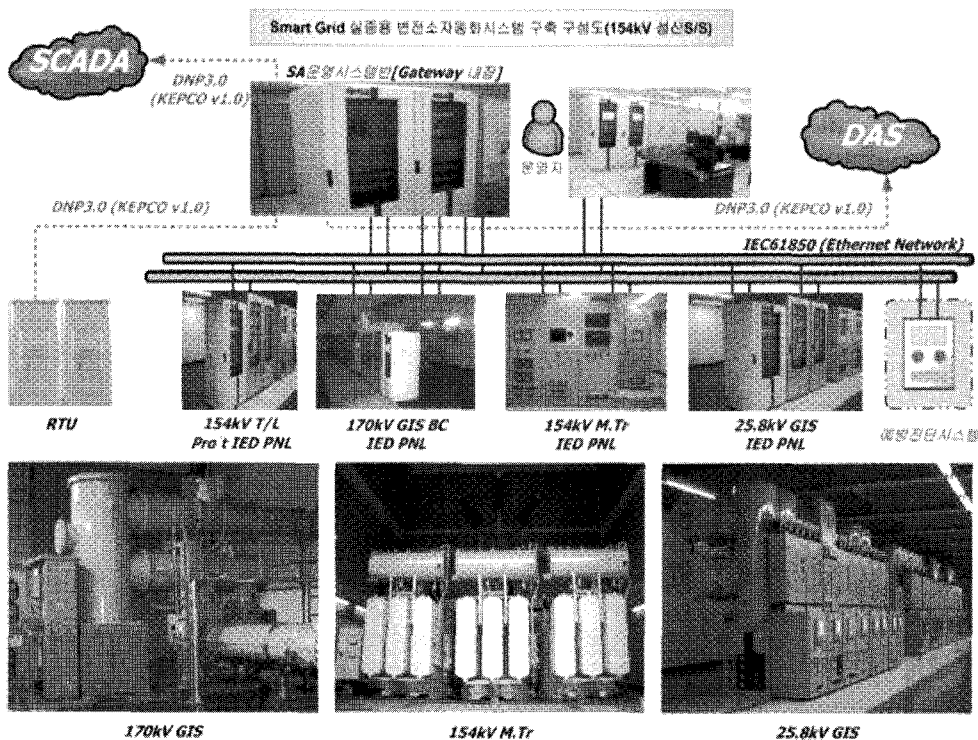 Smart Grid 실증용 변전소자동화시스템 구축 구성도(154kV 성산S/S)
SCADA
DNP3.0
(KEPCO v1.0)
SA운영시스템반[Gateway 내장]
운영자
DAS
DNP3.0 (KEPCO v1.0)
DNP3.0 (KEPCO v1.0)
IEC61850 (Ethernet Network)
RTU
154kV T/L
Pro t IED PNL
170kV GIS BC
IED PNL
154kV M.Tr
IED PNL
25.8kV GIS
IED PNL
예방진단시스템
170kV GIS
154kV M.Tr
25.8kV GIS